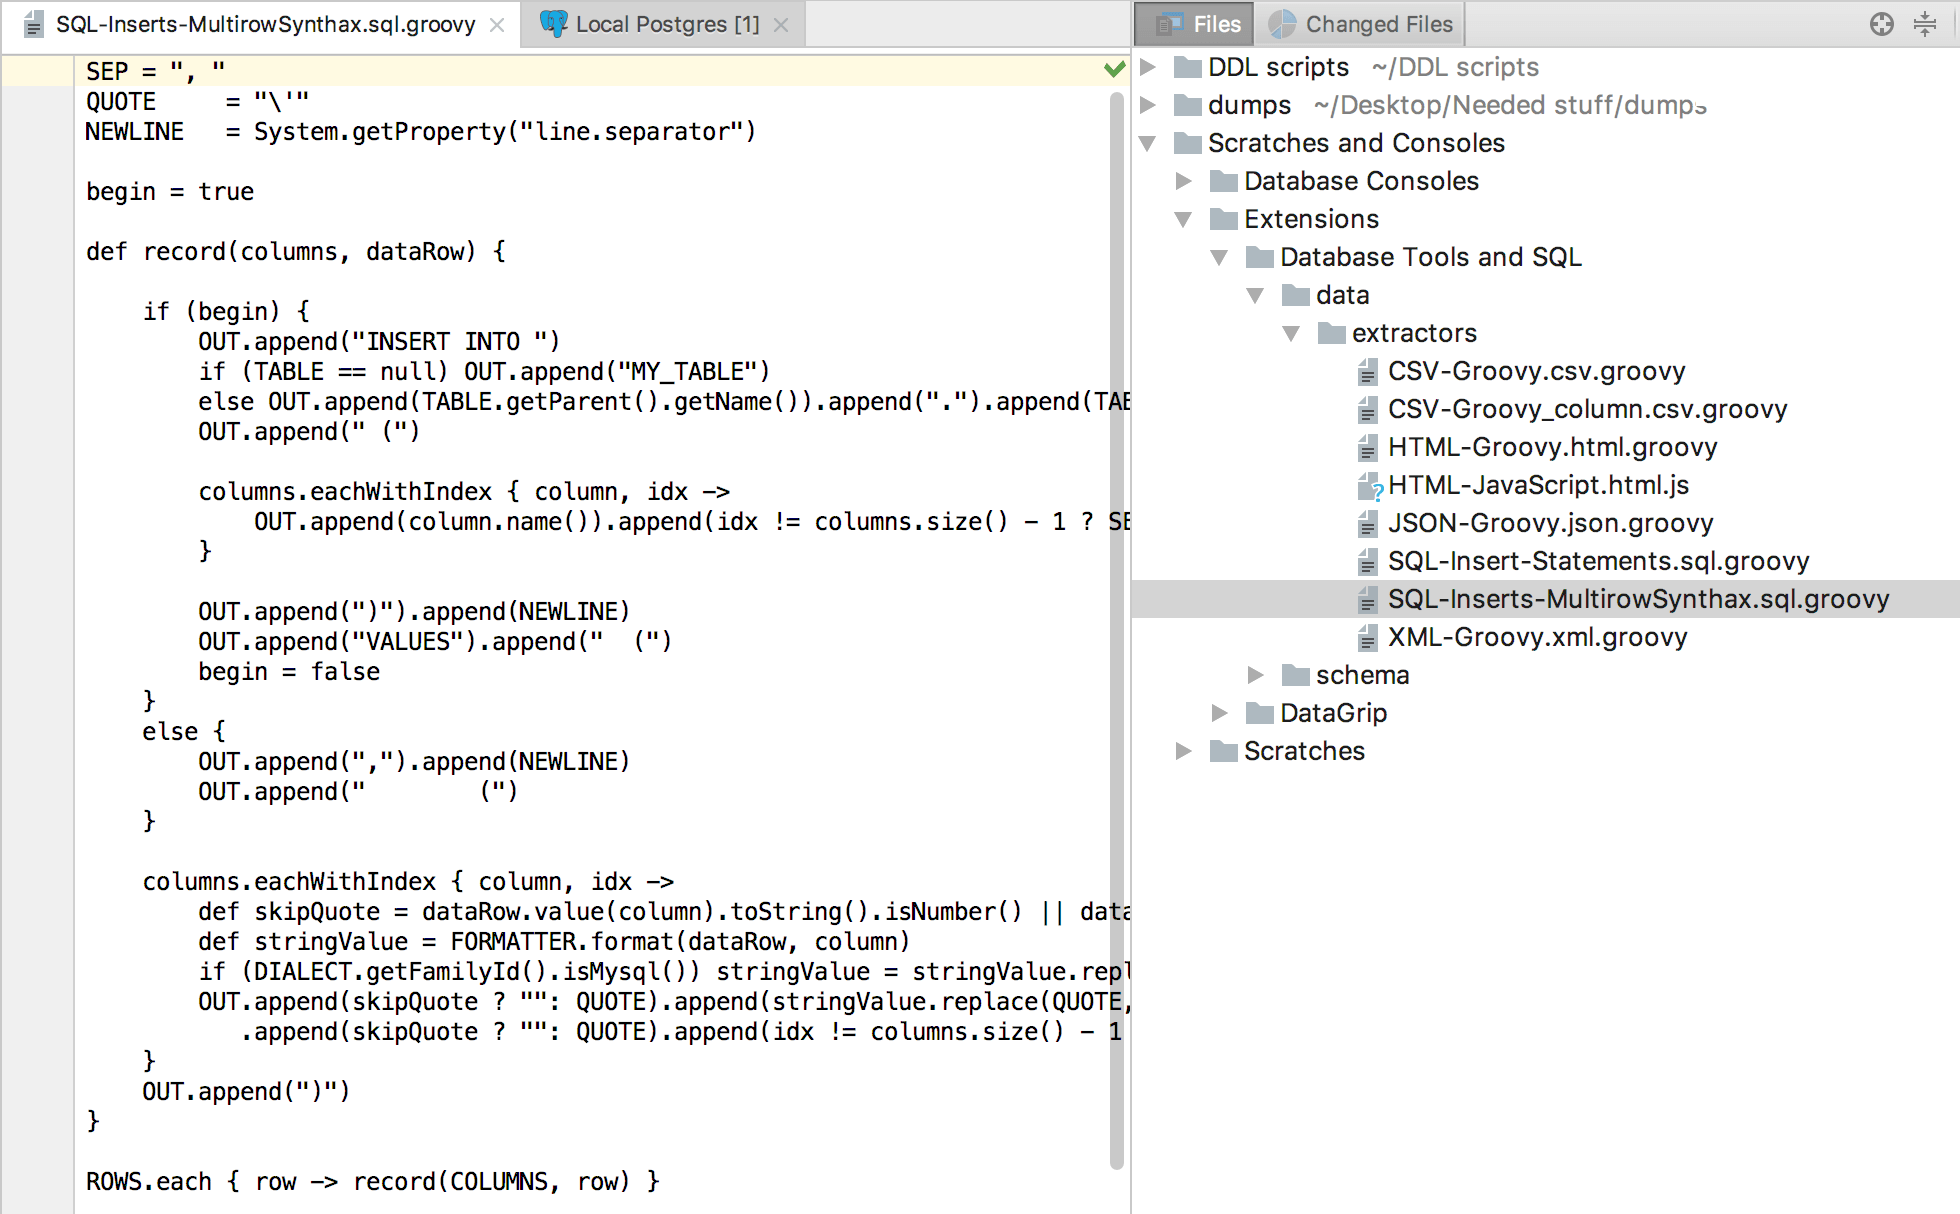 SQL-Inserts-MultirowSynthax.sql.groovy
Local Postgres [1]
SEP = ", "
QUOTE     = "\'"
NEWLINE   = System.getProperty("line.separator")
begin = true
def record(columns, dataRow) {
    if (begin) {
        OUT.append("INSERT INTO ")
        if (TABLE == null) OUT.append("MY_TABLE")
        else OUT.append(TABLE.getParent().getName()).append(".").append(TAB
        OUT.append(" (")
        columns.eachWithIndex { column, idx ->
            OUT.append(column.name()).append(idx != columns.size() - 1 ? SE
        }
        OUT.append(")").append(NEWLINE)
        OUT.append("VALUES").append("  (")
        begin = false
    }
    else {
        OUT.append(",").append(NEWLINE)
        OUT.append("        (")
    }
    columns.eachWithIndex { column, idx ->
        def skipQuote = dataRow.value(column).toString().isNumber() || data
        def stringValue = FORMATTER.format(dataRow, column)
        if (DIALECT.getFamilyId().isMysql()) stringValue = stringValue.repl
        OUT.append(skipQuote ? "": QUOTE).append(stringValue.replace(QUOTE,
           .append(skipQuote ? "": QUOTE).append(idx != columns.size() - 1
    }
    OUT.append(")")
}
ROWS.each { row -> record(COLUMNS, row) }
Files
Changed Files
DDL scripts ~/DDL scripts
dumps ~/Desktop/Needed stuff/dumps
Scratches and Consoles
Database Consoles
Extensions
Database Tools and SQL
data
extractors
CSV-Groovy.csv.groovy
CSV-Groovy_column.csv.groovy
HTML-Groovy.html.groovy
HTML-JavaScript.html.js
JSON-Groovy.json.groovy
SQL-Insert-Statements.sql.groovy
SQL-Inserts-MultirowSynthax.sql.groovy
XML-Groovy.xml.groovy
schema
DataGrip
Scratches